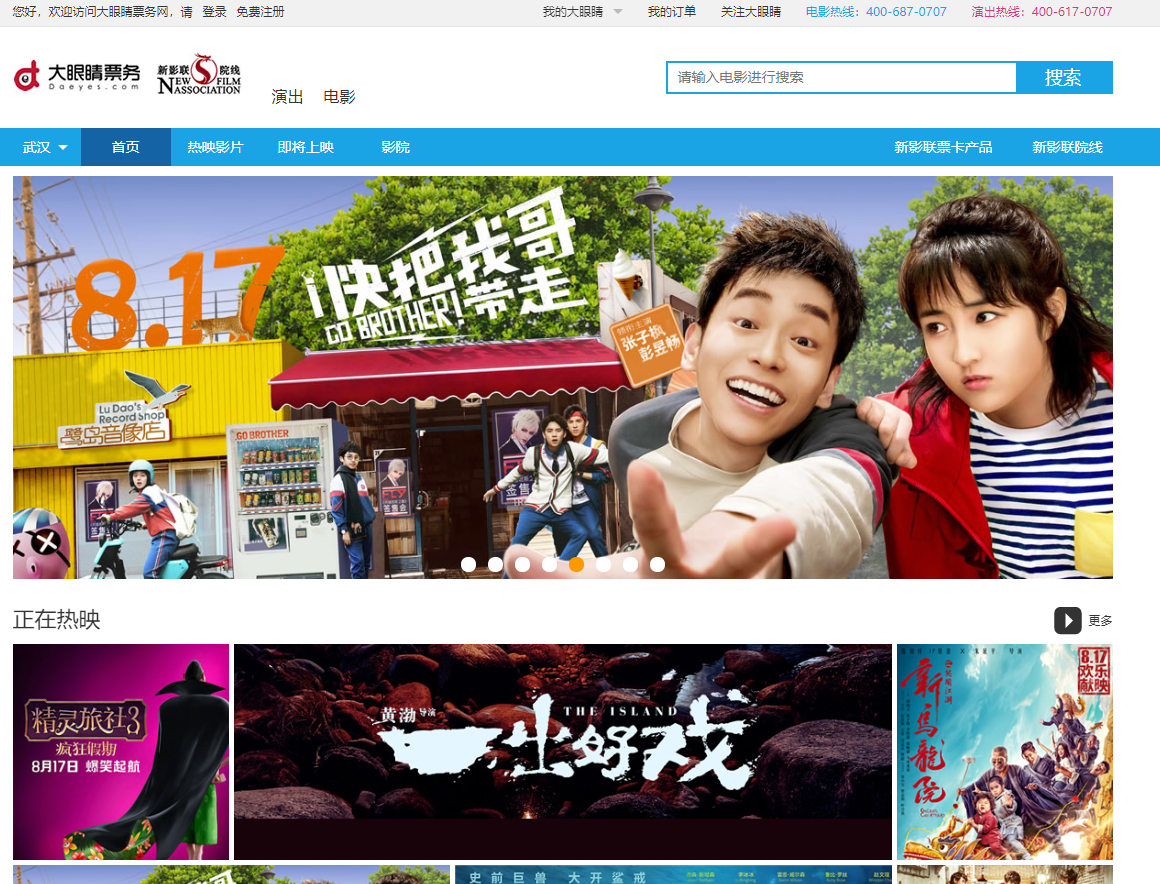 您好，欢迎访问大眼睛票务网，请 登录 免费注册
我的大眼睛 我的订单 关注大眼睛 电影热线：400-687-0707 演出热线：400-617-0707
大眼睛票务
Daeyes.com
新影联 院线
NEW FILM
ASSOCIATION
演出 电影
请输入电影进行搜索 搜索
武汉 首页 热映影片 即将上映 影院 新影联票卡产品 新影联院线
8.17
快把我哥
带走
GO BROTHER!
领衔主演
张子枫
彭昱畅
Lu Dao's
Record Shop
鹭岛音像店
GO BROTHER
FLY
签售会
正在热映
更多
精灵旅社3
疯狂假期
8月17日 爆笑起航
黄渤导演
THE ISLAND
一出好戏
新乌龙院
8.17
欢乐
献映
史前巨兽 大开鲨戒